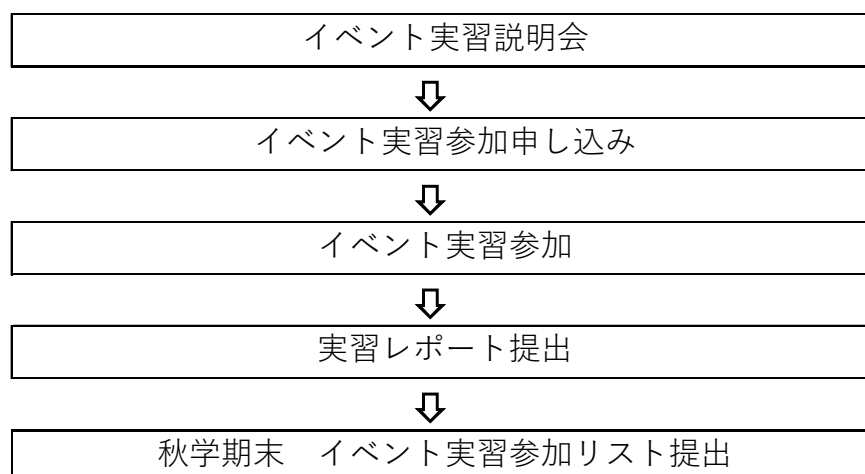 イベント実習説明会
イベント実習参加申し込み
イベント実習参加
実習レポート提出
秋学期末　イベント実習参加リスト提出